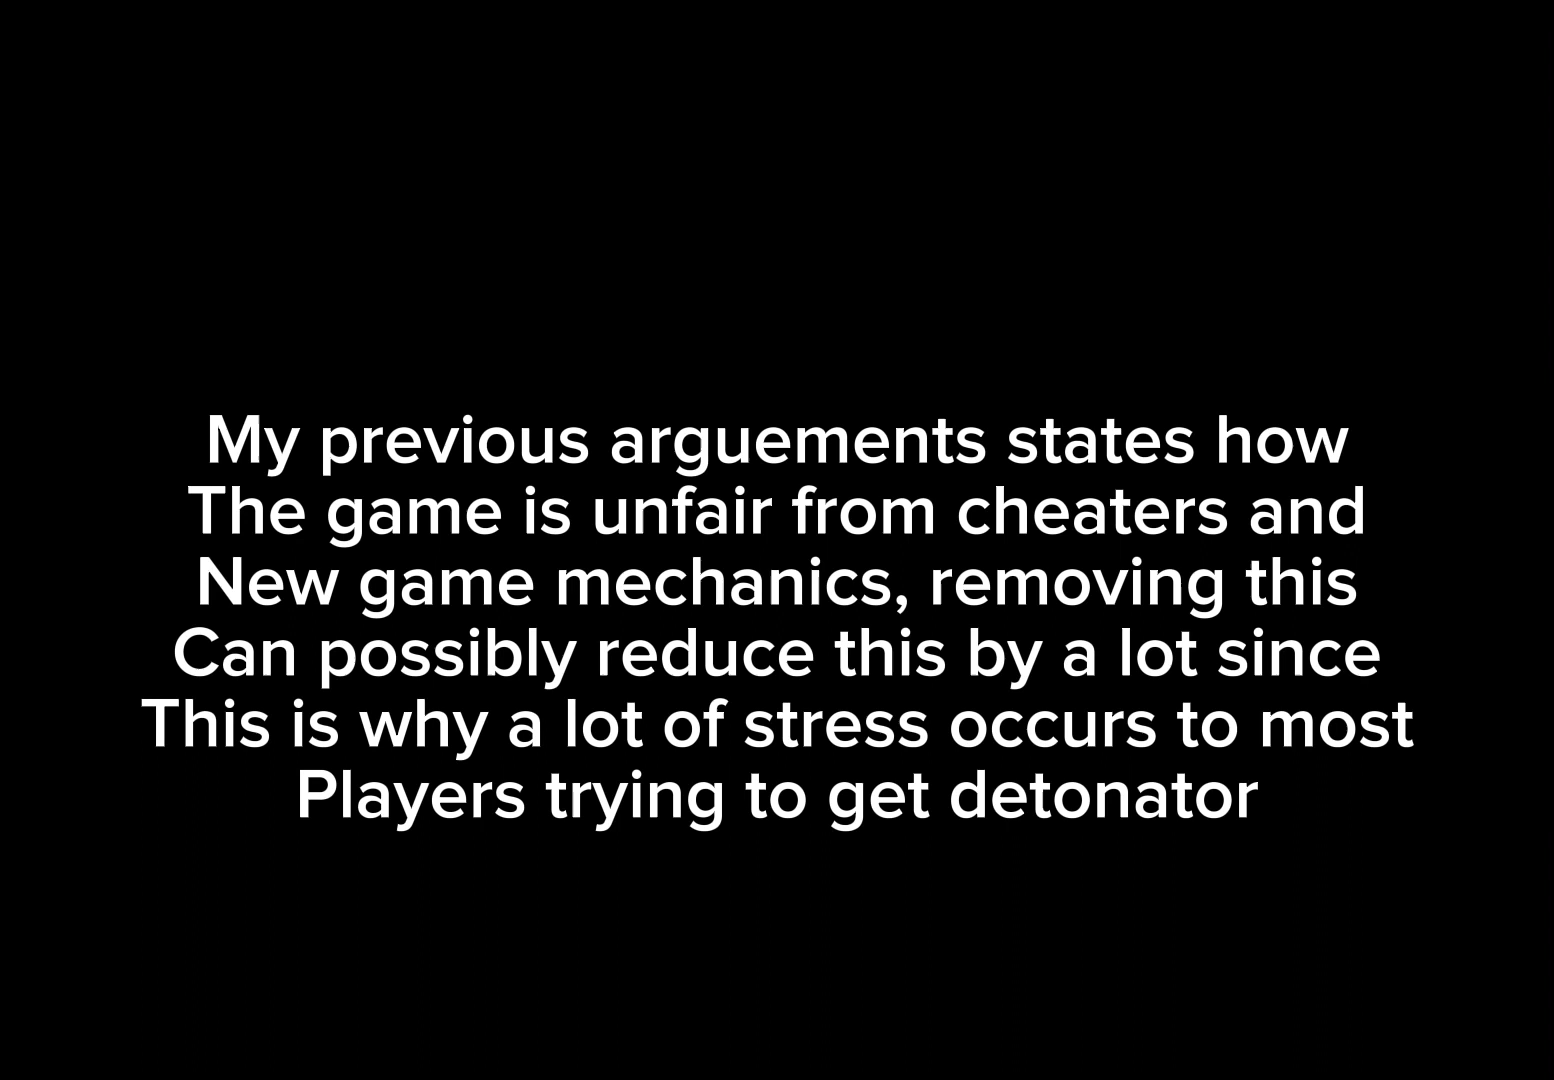 My previous arguements states how
The game is unfair from cheaters and
New game mechanics, removing this
Can possibly reduce this by a lot since
This is why a lot of stress occurs to most
Players trying to get detonator